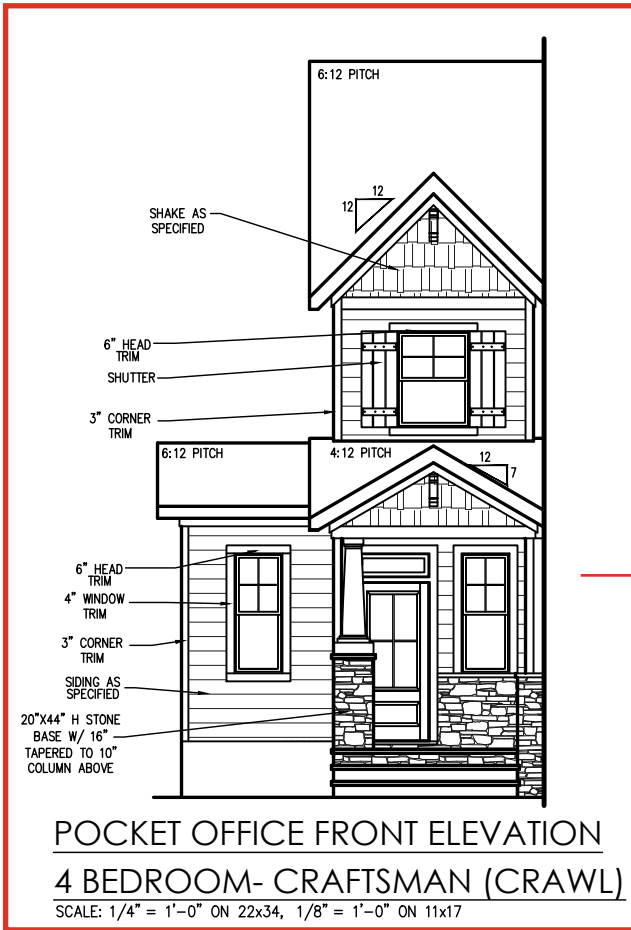 6:12 PITCH
12
12
SHAKE AS
SPECIFIED
6" HEAD
TRIM
SHUTTER
3" CORNER
TRIM
6:12 PITCH
4:12 PITCH
12
7
6" HEAD
TRIM
4" WINDOW
TRIM
3" CORNER
TRIM
SIDING AS
SPECIFIED
20"X44" H STONE
BASE W/ 16"
TAPERED TO 10"
COLUMN ABOVE
POCKET OFFICE FRONT ELEVATION
4 BEDROOM- CRAFTSMAN (CRAWL)
SCALE: 1/4" = 1'-0" ON 22x34, 1/8" = 1'-0" ON 11x17